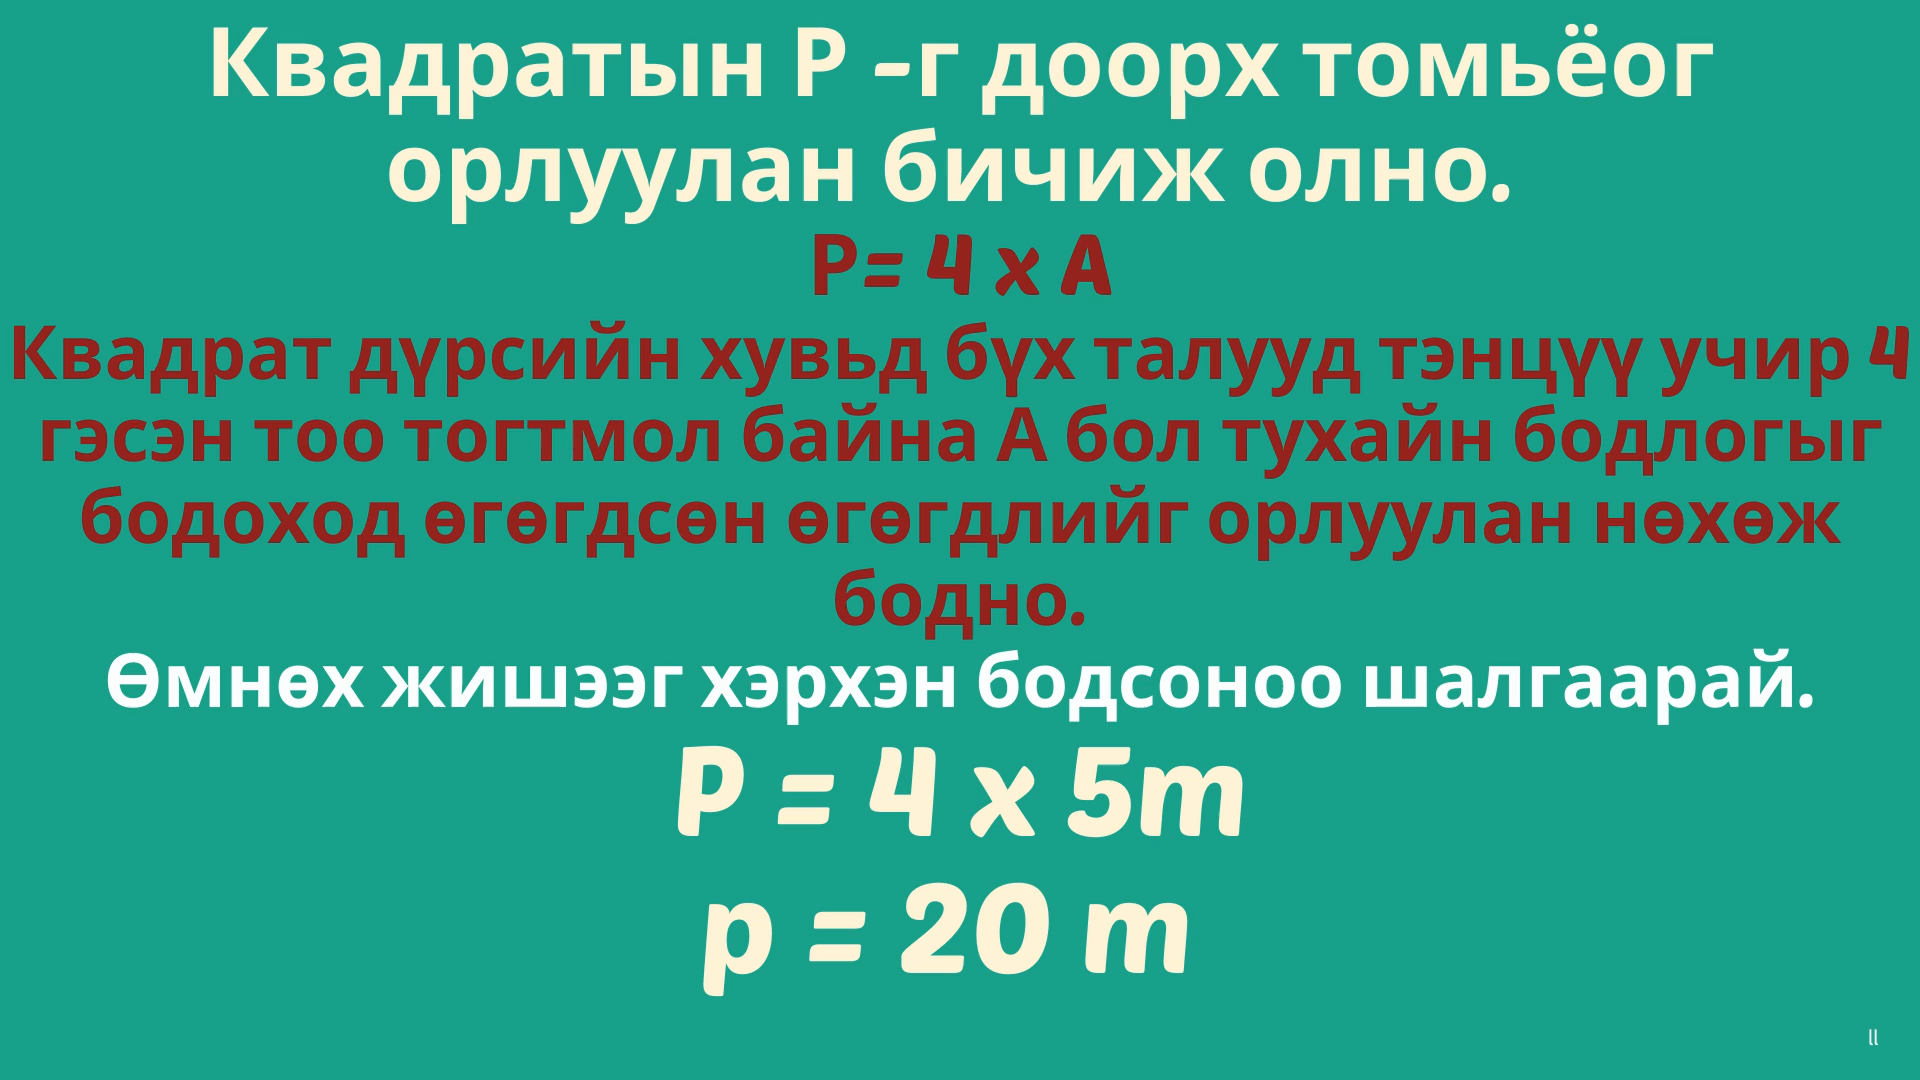 Квадратын Р -г доорх томьёог
орлуулан бичиж олно.
Р= 4 x A
Квадрат дүрсийн хувьд бүх талууд тэнцүү учир 4
гэсэн тоо тогтмол байна А бол тухайн бодлогыг
бодоход өгөгдсөн өгөгдлийг орлуулан нөхөж
бодно.
Өмнөх жишээг хэрхэн бодсоноо шалгаарай.
P = 4 x 5m
p = 20 m
11